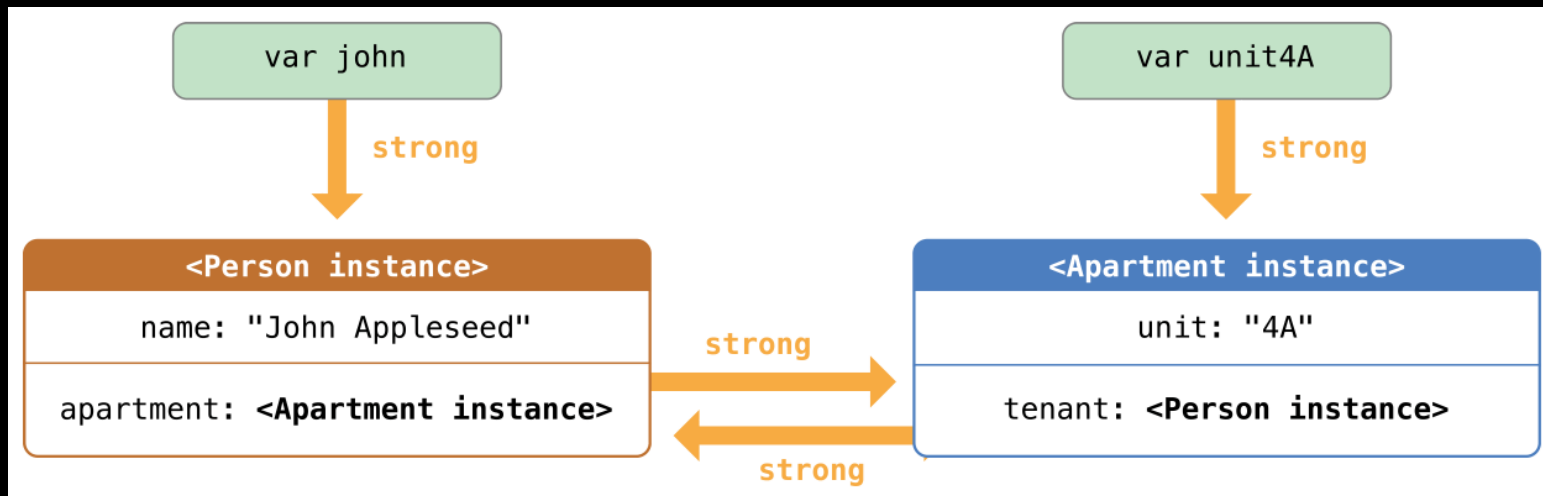 var john
var unit4A
strong
strong
<Person instance>
<Apartment instance>
name: "John Appleseed"
unit: "4A"
strong
apartment: <Apartment instance>
tenant: <Person instance>
strong